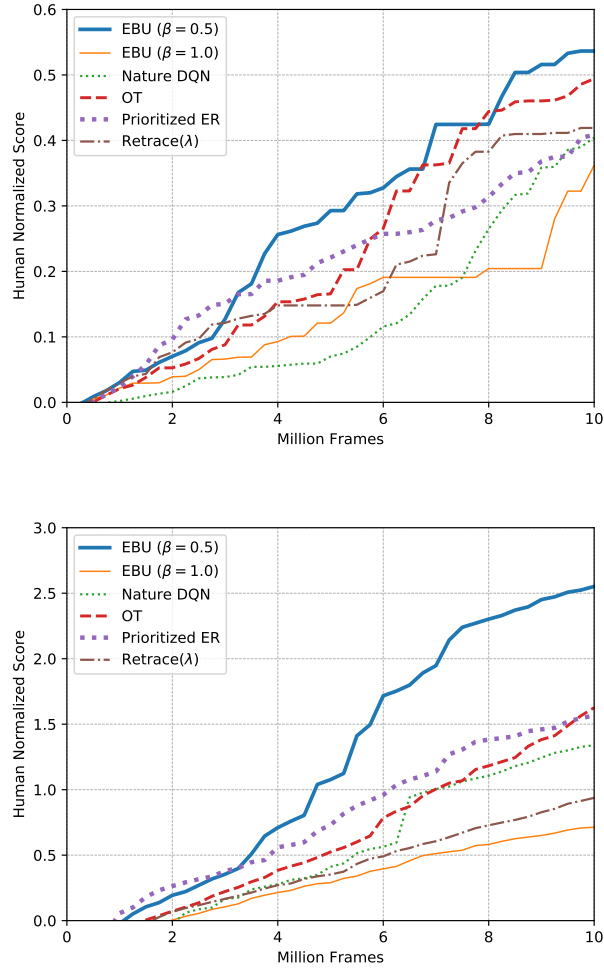 0.6
0.5
0.4
0.3
0.2
0.1
0.0
Human Normalized Score
EBU (β = 0.5)
EBU (β = 1.0)
Nature DQN
OT
Prioritized ER
Retrace(λ)
0 2 4 6 8 10
Million Frames
3.0
2.5
2.0
1.5
1.0
0.5
0.0
Human Normalized Score
EBU (β = 0.5)
EBU (β = 1.0)
Nature DQN
OT
Prioritized ER
Retrace(λ)
0 2 4 6 8 10
Million Frames